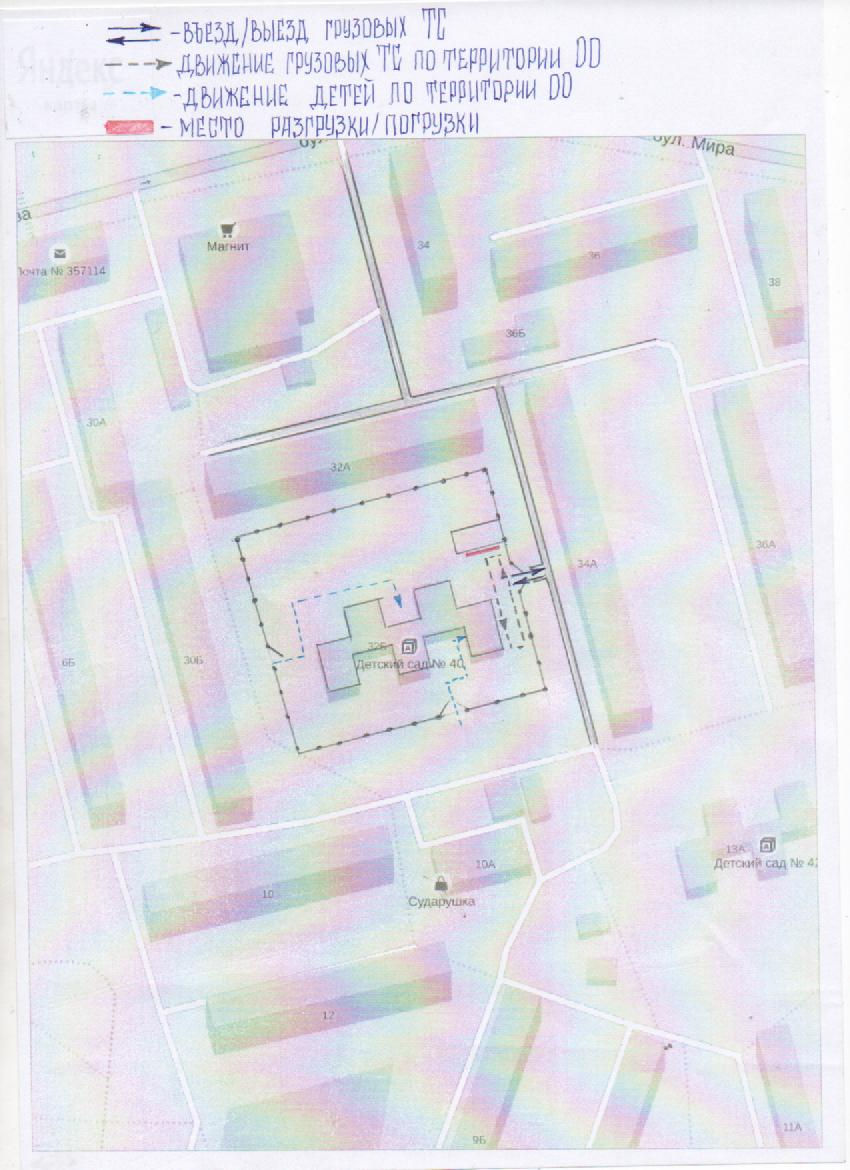 - ВЪЕЗД/ВЫЕЗД ГРУЗОВЫХ ТС
Яндекс
ДВИЖЕНИЕ ГРУЗОВЫХ ТС ПО ТЕРРИТОРИИ ОО
- ДВИЖЕНИЕ ДЕТЕЙ ПО ТЕРРИТОРИИ ОО
- МЕСТО РАЗГРУЗКИ/ПОГРУЗКИ
бул. Мира
ва
Магнит
34
36
Почта № 357114
38
36Б
30А
32А
36А
34А
32Б
6Б
30Б
Детский сад № 40
13А
10А
Детский сад № 42
10
Сударушка
12
11А
9Б